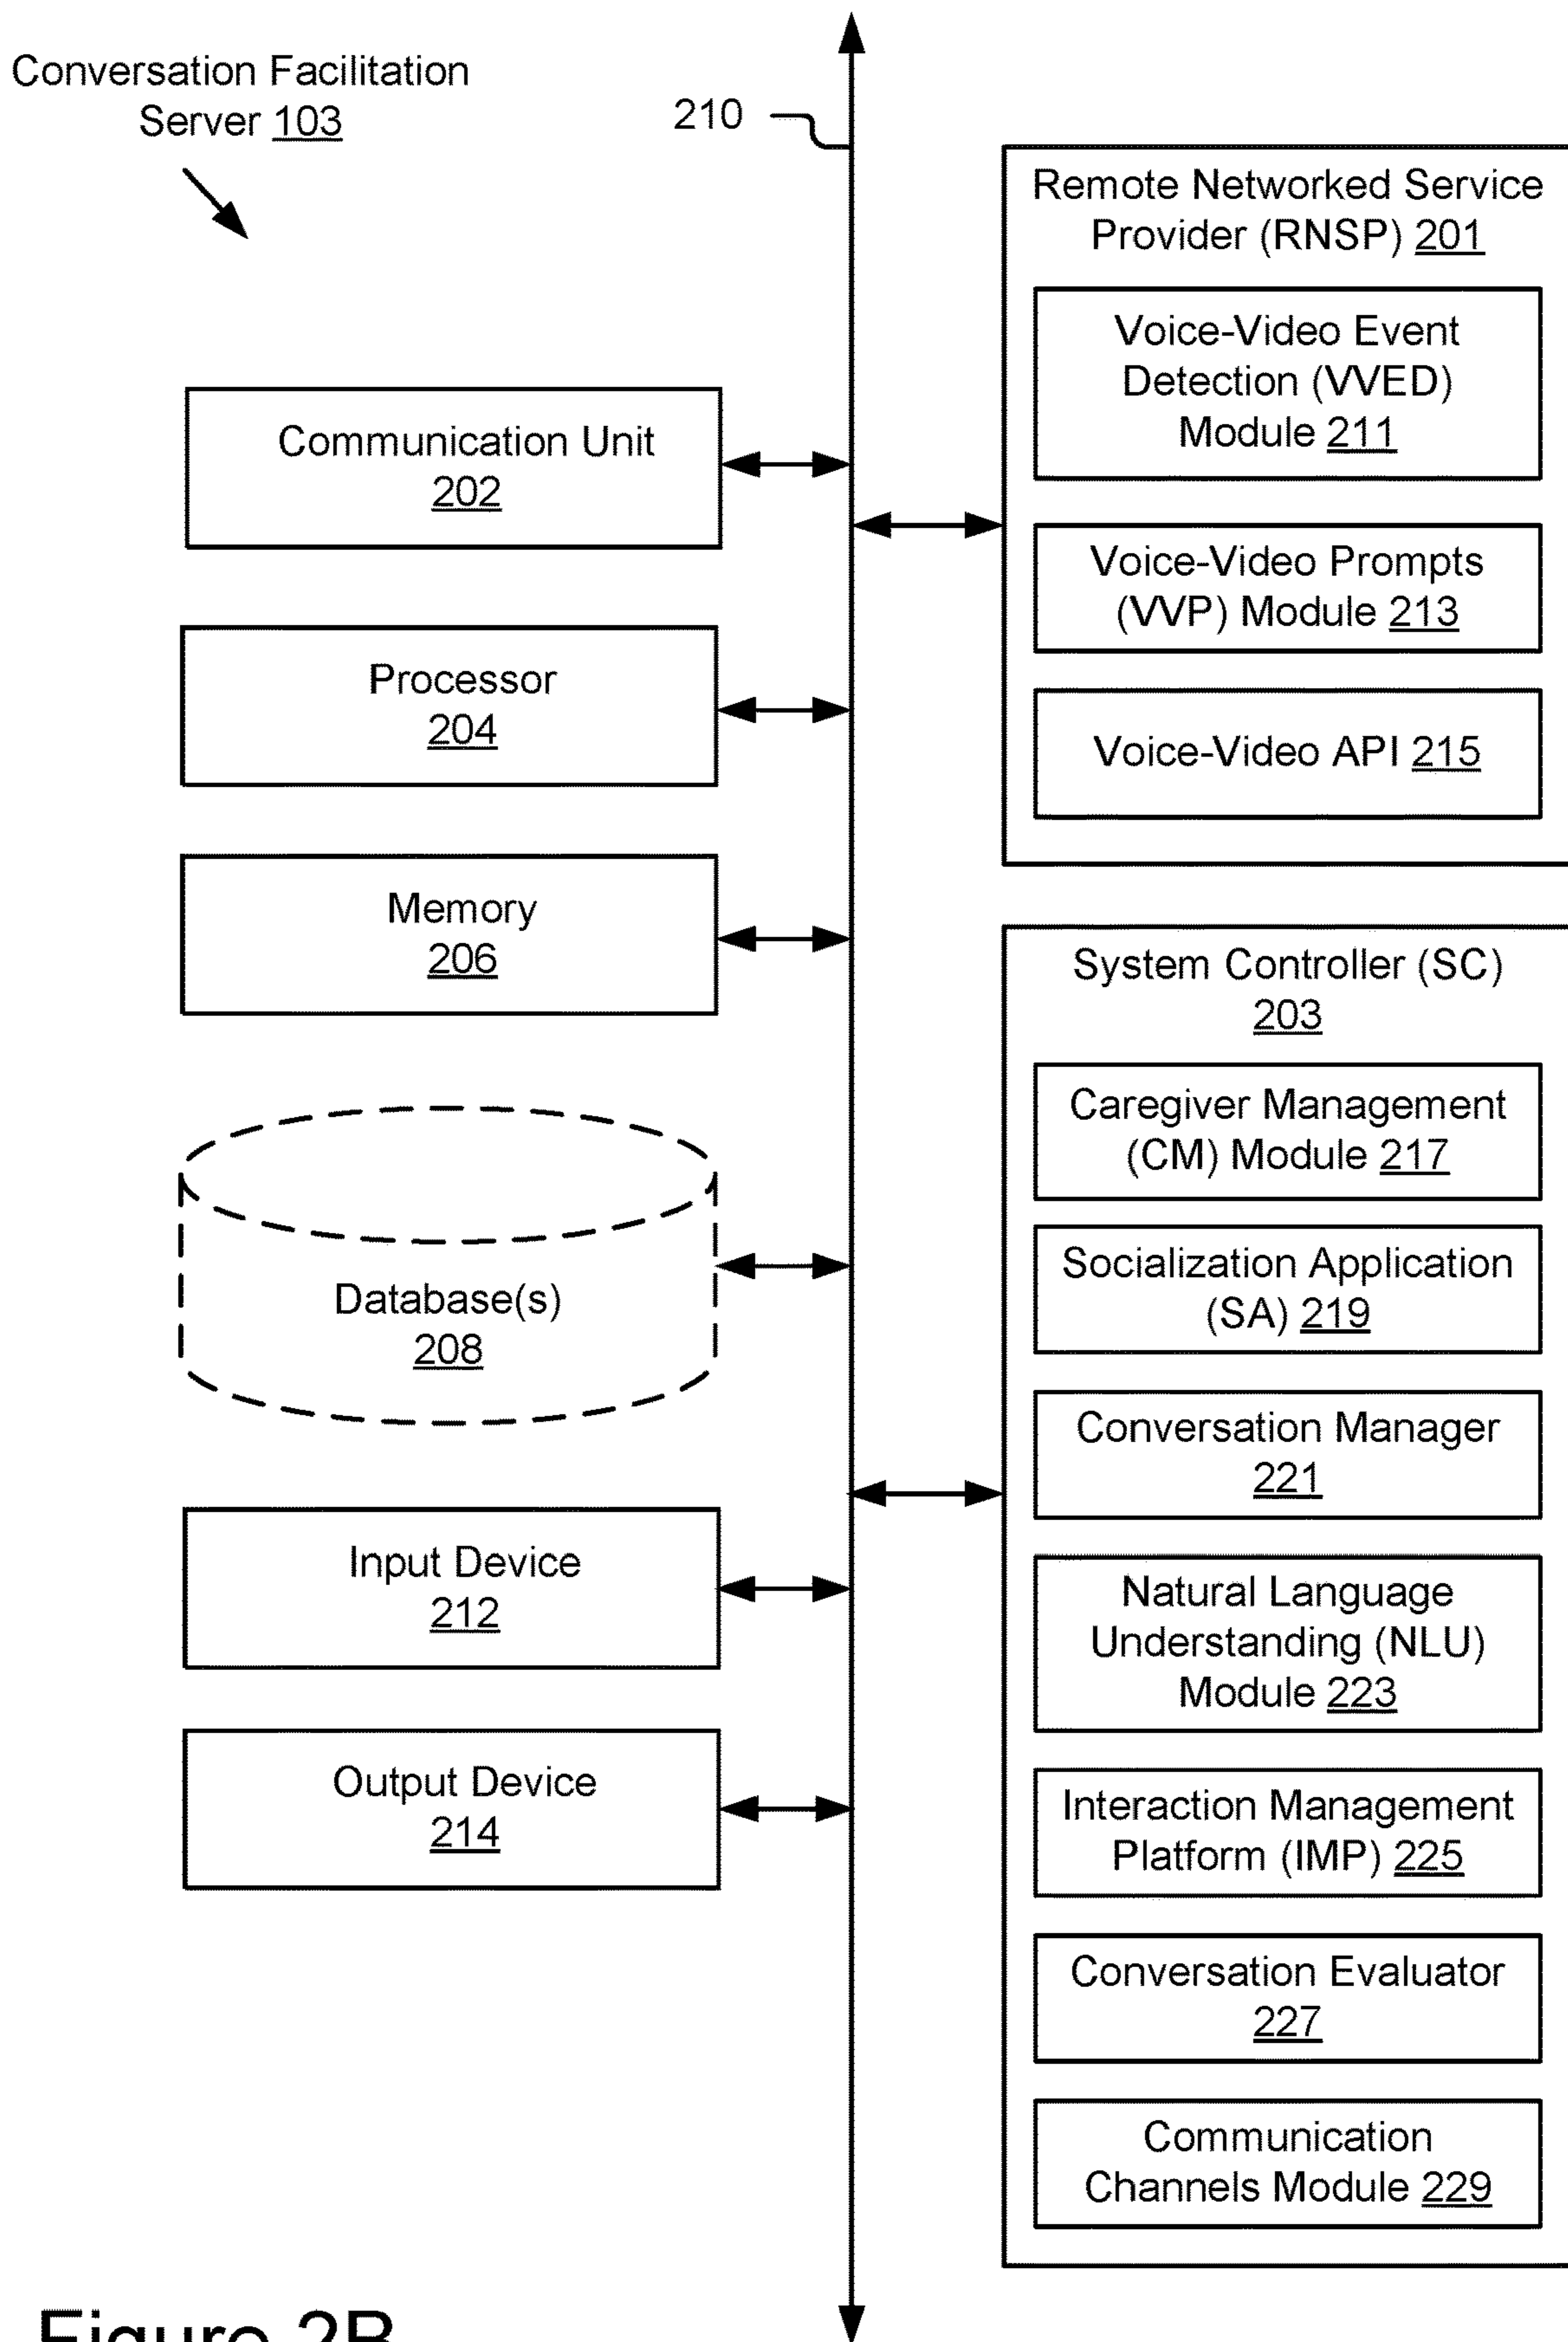 Conversation Facilitation
Server 103
210
Remote Networked Service
Provider (RNSP) 201
Voice-Video Event
Detection (VVED)
Module 211
Voice-Video Prompts
(VVP) Module 213
Voice-Video API 215
Communication Unit
202
Processor
204
Memory
206
Database(s)
208
Input Device
212
Output Device
214
System Controller (SC)
203
Caregiver Management
(CM) Module 217
Socialization Application
(SA) 219
Conversation Manager
221
Natural Language
Understanding (NLU)
Module 223
Interaction Management
Platform (IMP) 225
Conversation Evaluator
227
Communication
Channels Module 229
Figure 2B